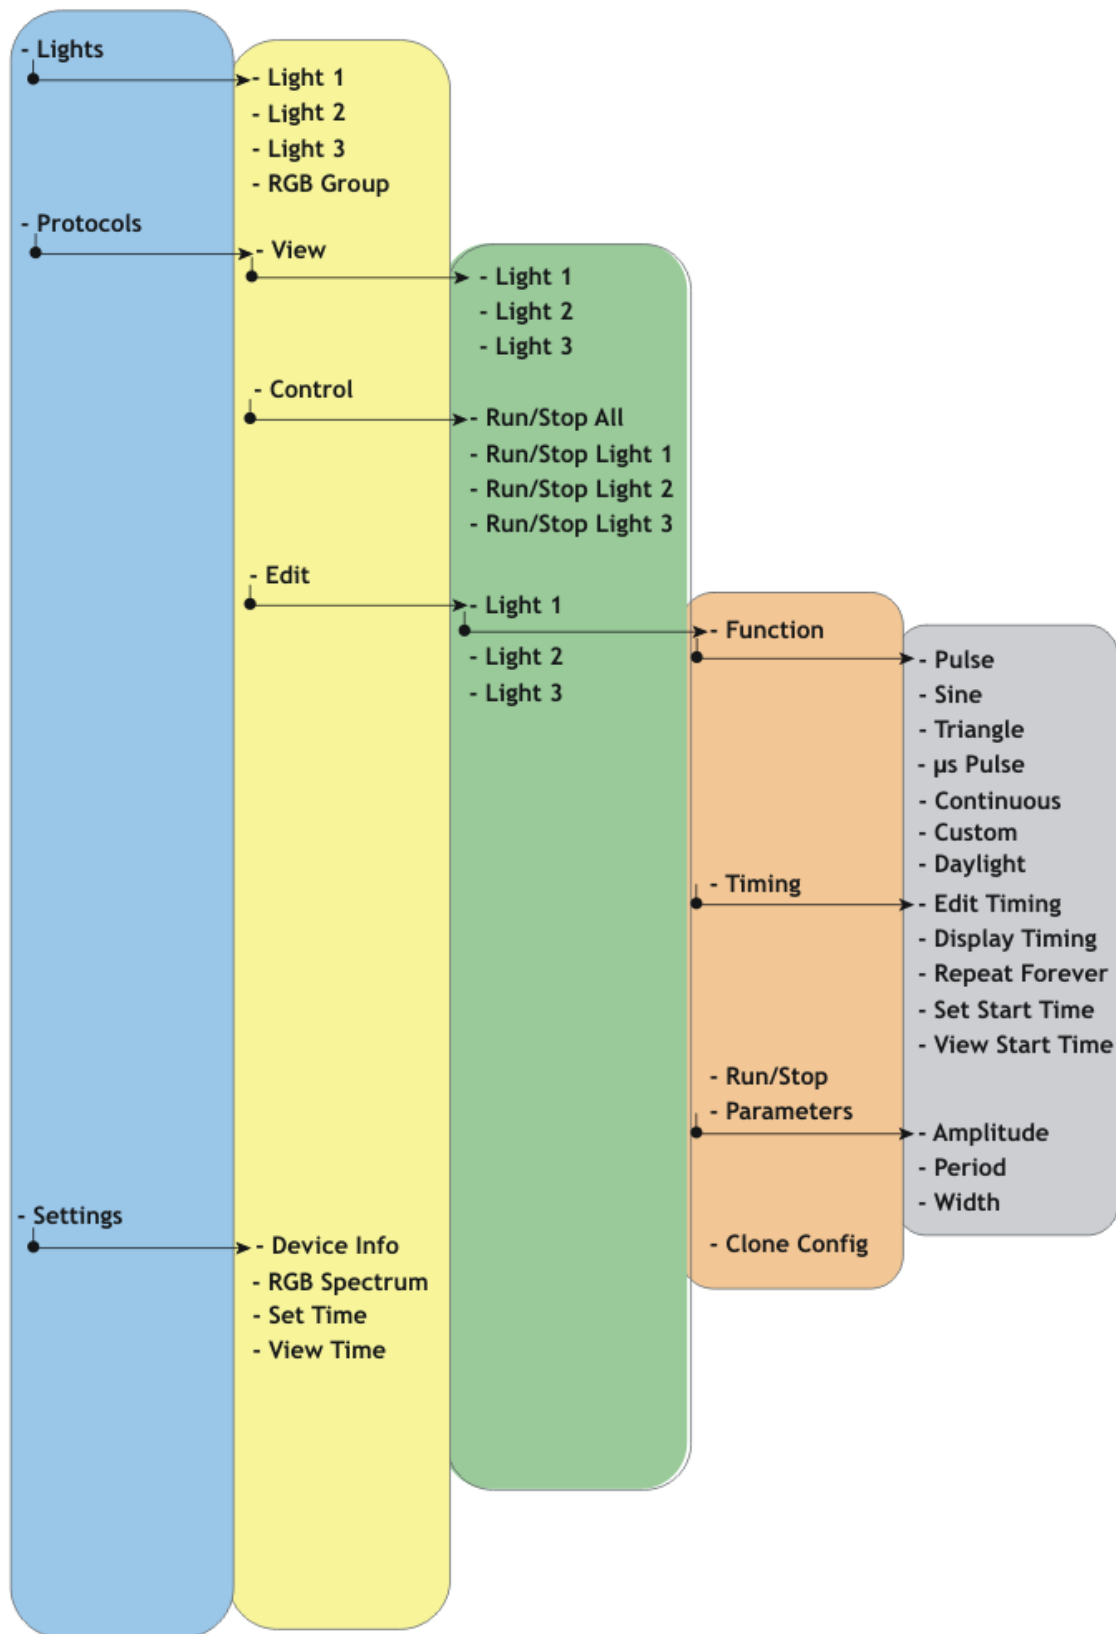 - Lights
- Light 1
- Light 2
- Light 3
- RGB Group
- Protocols
- View
- Light 1
- Light 2
- Light 3
- Control
- Run/Stop All
- Run/Stop Light 1
- Run/Stop Light 2
- Run/Stop Light 3
- Edit
- Light 1
- Light 2
- Light 3
- Function
- Pulse
- Sine
- Triangle
- µs Pulse
- Continuous
- Custom
- Daylight
- Timing
- Edit Timing
- Display Timing
- Repeat Forever
- Set Start Time
- View Start Time
- Run/Stop
- Parameters
- Amplitude
- Period
- Width
- Clone Config
- Settings
- Device Info
- RGB Spectrum
- Set Time
- View Time